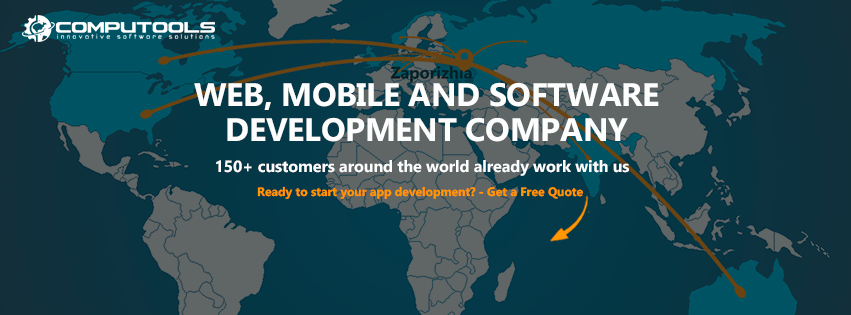 COMPUTOOLS
innovative software solutions
Zaporizhia
WEB, MOBILE AND SOFTWARE
DEVELOPMENT COMPANY
150+ customers around the world already work with us
Ready to start your app development? - Get a Free Quote